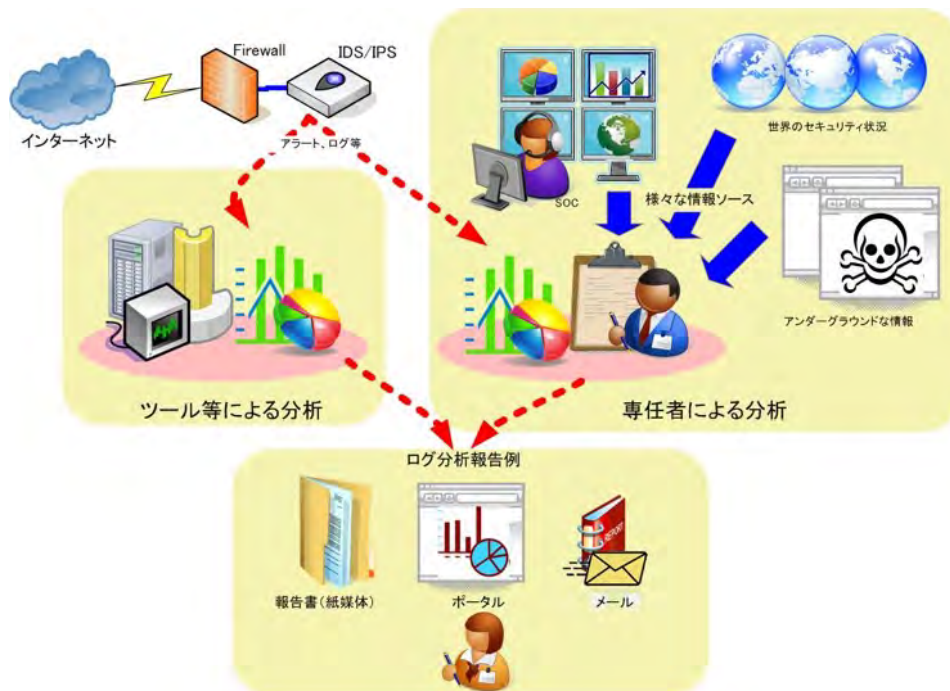 Firewall
IDS/IPS
インターネット
アラート、ログ等
世界のセキュリティ状況
SOC
様々な情報ソース
アンダーグラウンドな情報
ツール等による分析
専任者による分析
ログ分析報告例
REPORT
報告書(紙媒体)
ポータル
メール